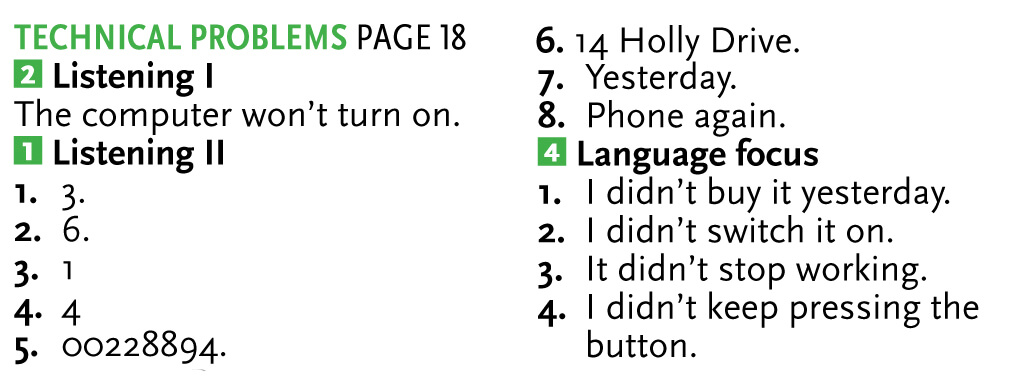 TECHNICAL PROBLEMS PAGE 18
2 Listening I
The computer won't turn on.
1 Listening II
1. 3.
2. 6.
3. 1
4. 4
5. 00228894.
6. 14 Holly Drive.
7. Yesterday.
8. Phone again.
4 Language focus
1. I didn't buy it yesterday.
2. I didn't switch it on.
3. It didn't stop working.
4. I didn't keep pressing the
button.